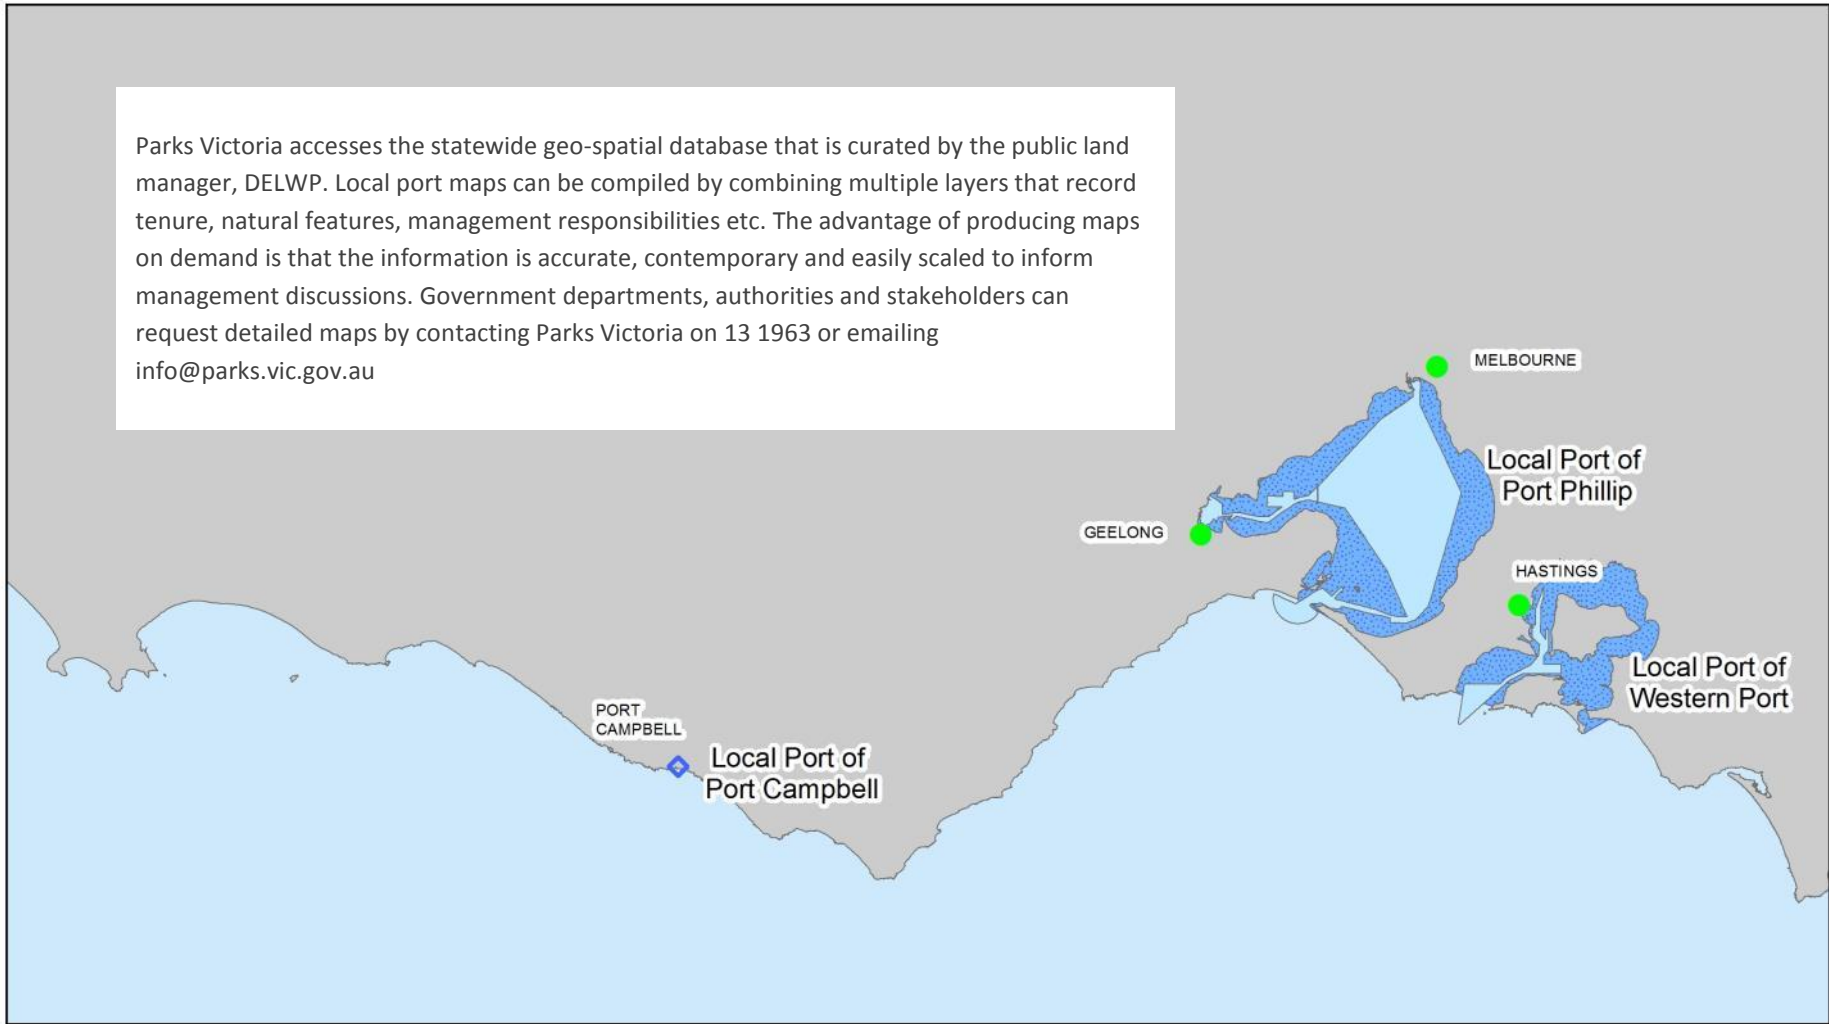 Parks Victoria accesses the statewide geo-spatial database that is curated by the public land
manager, DELWP. Local port maps can be compiled by combining multiple layers that record
tenure, natural features, management responsibilities etc. The advantage of producing maps
on demand is that the information is accurate, contemporary and easily scaled to inform
management discussions. Government departments, authorities and stakeholders can
request detailed maps by contacting Parks Victoria on 13 1963 or emailing
info@parks.vic.gov.au
MELBOURNE
Local Port of
Port Phillip
GEELONG
HASTINGS
Local Port of
Western Port
PORT
CAMPBELL
Local Port of
Port Campbell